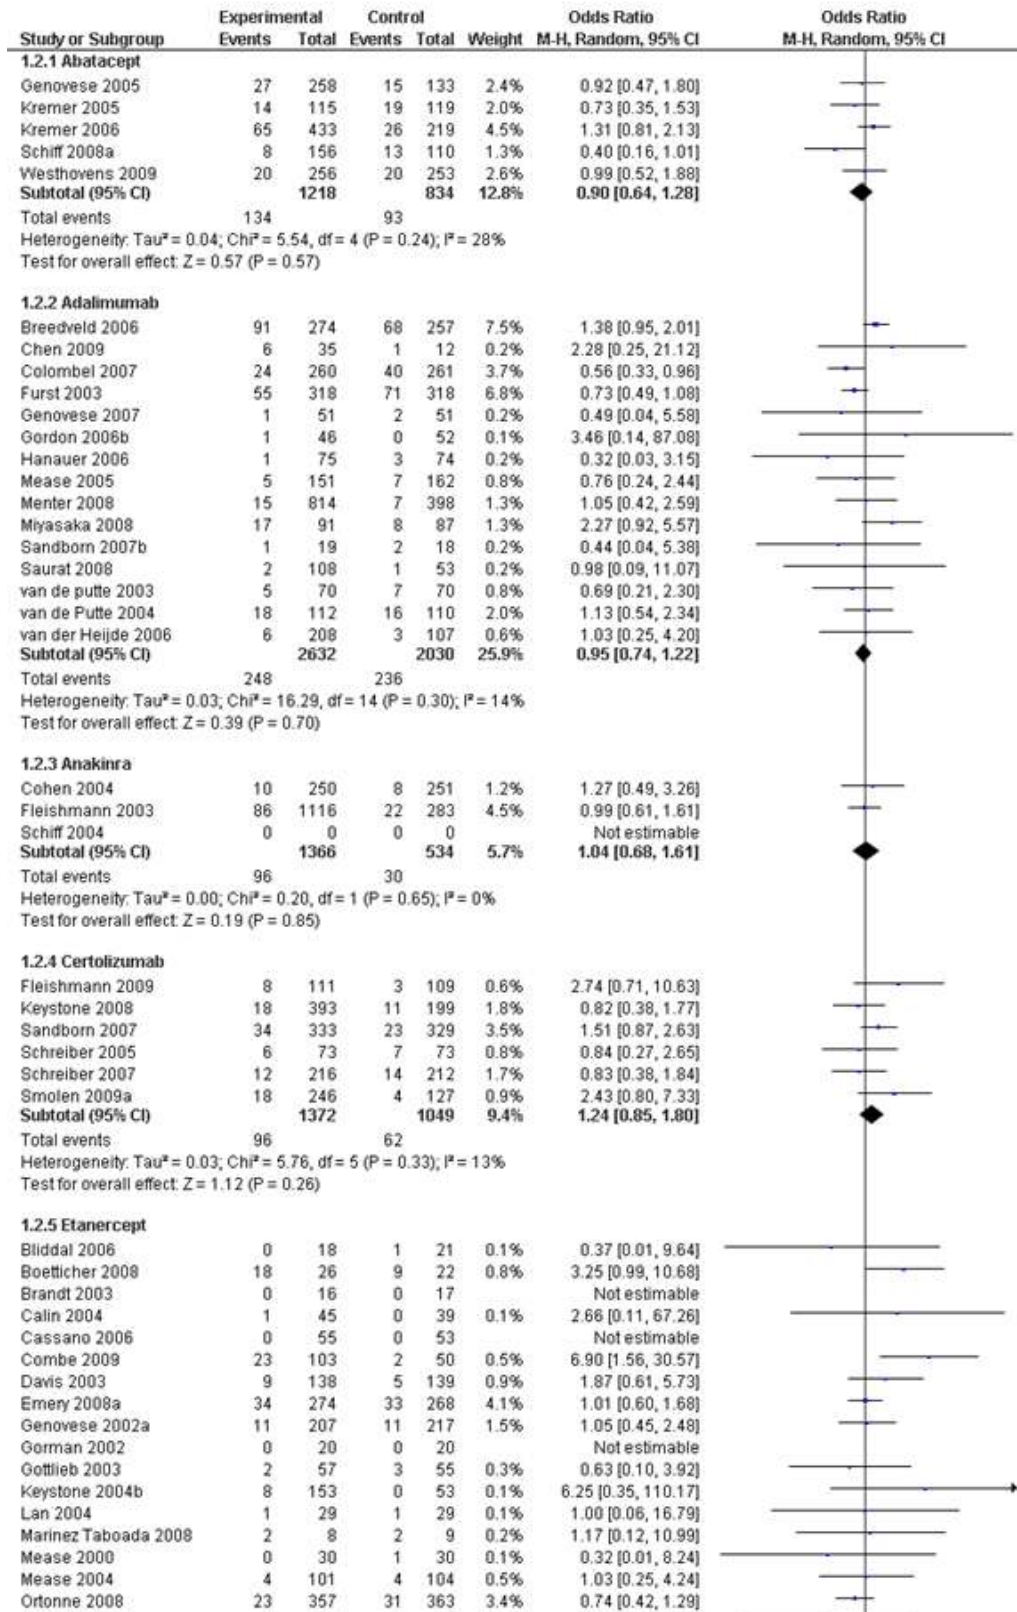 Experimental Control Odds Ratio Odds Ratio
Study or Subgroup Events Total Events Total Weight M-H, Random, 95% CI M-H, Random, 95% CI
1.2.1 Abatacept
Genovese 2005 27 258 15 133 2.4% 0.92 [0.47, 1.80]
Kremer 2005 14 115 19 119 2.0% 0.73 [0.35, 1.53]
Kremer 2006 65 433 26 219 4.5% 1.31 [0.81, 2.13]
Schiff 2008a 8 156 13 110 1.3% 0.40 [0.16, 1.01]
Westhovens 2009 20 256 20 253 2.6% 0.99 [0.52, 1.88]
Subtotal (95% CI) 1218 834 12.8% 0.90 [0.64, 1.28]
Total events 134 93
Heterogeneity: Tau² = 0.04; Chi² = 5.54, df = 4 (P = 0.24); I² = 28%
Test for overall effect: Z = 0.57 (P = 0.57)
1.2.2 Adalimumab
Breedveld 2006 91 274 68 257 7.5% 1.38 [0.95, 2.01]
Chen 2009 6 35 1 12 0.2% 2.28 [0.25, 21.12]
Colombel 2007 24 260 40 261 3.7% 0.56 [0.33, 0.96]
Furst 2003 55 318 71 318 6.8% 0.73 [0.49, 1.08]
Genovese 2007 1 51 2 51 0.2% 0.49 [0.04, 5.58]
Gordon 2006b 1 46 0 52 0.1% 3.46 [0.14, 87.08]
Hanauer 2006 1 75 3 74 0.2% 0.32 [0.03, 3.15]
Mease 2005 5 151 7 162 0.8% 0.76 [0.24, 2.44]
Menter 2008 15 814 7 398 1.3% 1.05 [0.42, 2.59]
Miyasaka 2008 17 91 8 87 1.3% 2.27 [0.92, 5.57]
Sandborn 2007b 1 19 2 18 0.2% 0.44 [0.04, 5.38]
Saurat 2008 2 108 1 53 0.2% 0.98 [0.09, 11.07]
van de putte 2003 5 70 7 70 0.8% 0.69 [0.21, 2.30]
van de Putte 2004 18 112 16 110 2.0% 1.13 [0.54, 2.34]
van der Heijde 2006 6 208 3 107 0.6% 1.03 [0.25, 4.20]
Subtotal (95% CI) 2632 2030 25.9% 0.95 [0.74, 1.22]
Total events 248 236
Heterogeneity: Tau² = 0.03; Chi² = 16.29, df = 14 (P = 0.30); I² = 14%
Test for overall effect: Z = 0.39 (P = 0.70)
1.2.3 Anakinra
Cohen 2004 10 250 8 251 1.2% 1.27 [0.49, 3.26]
Fleishmann 2003 86 1116 22 283 4.5% 0.99 [0.61, 1.61]
Schiff 2004 0 0 0 0 Not estimable
Subtotal (95% CI) 1366 534 5.7% 1.04 [0.68, 1.61]
Total events 96 30
Heterogeneity: Tau² = 0.00; Chi² = 0.20, df = 1 (P = 0.65); I² = 0%
Test for overall effect: Z = 0.19 (P = 0.85)
1.2.4 Certolizumab
Fleishmann 2009 8 111 3 109 0.6% 2.74 [0.71, 10.63]
Keystone 2008 18 393 11 199 1.8% 0.82 [0.38, 1.77]
Sandborn 2007 34 333 23 329 3.5% 1.51 [0.87, 2.63]
Schreiber 2005 6 73 7 73 0.8% 0.84 [0.27, 2.65]
Schreiber 2007 12 216 14 212 1.7% 0.83 [0.38, 1.84]
Smolen 2009a 18 246 4 127 0.9% 2.43 [0.80, 7.33]
Subtotal (95% CI) 1372 1049 9.4% 1.24 [0.85, 1.80]
Total events 96 62
Heterogeneity: Tau² = 0.03; Chi² = 5.76, df = 5 (P = 0.33); I² = 13%
Test for overall effect: Z = 1.12 (P = 0.26)
1.2.5 Etanercept
Bliddal 2006 0 18 1 21 0.1% 0.37 [0.01, 9.64]
Boetticher 2008 18 26 9 22 0.8% 3.25 [0.99, 10.68]
Brandt 2003 0 16 0 17 Not estimable
Calin 2004 1 45 0 39 0.1% 2.66 [0.11, 67.26]
Cassano 2006 0 55 0 53 Not estimable
Combe 2009 23 103 2 50 0.5% 6.90 [1.56, 30.57]
Davis 2003 9 138 5 139 0.9% 1.87 [0.61, 5.73]
Emery 2008a 34 274 33 268 4.1% 1.01 [0.60, 1.68]
Genovese 2002a 11 207 11 217 1.5% 1.05 [0.45, 2.48]
Gorman 2002 0 20 0 20 Not estimable
Gottlieb 2003 2 57 3 55 0.3% 0.63 [0.10, 3.92]
Keystone 2004b 8 153 0 53 0.1% 6.25 [0.35, 110.17]
Lan 2004 1 29 1 29 0.1% 1.00 [0.06, 16.79]
Marinez Taboada 2008 2 8 2 9 0.2% 1.17 [0.12, 10.99]
Mease 2000 0 30 1 30 0.1% 0.32 [0.01, 8.24]
Mease 2004 4 101 4 104 0.5% 1.03 [0.25, 4.24]
Ortonne 2008 23 357 31 363 3.4% 0.74 [0.42, 1.29]